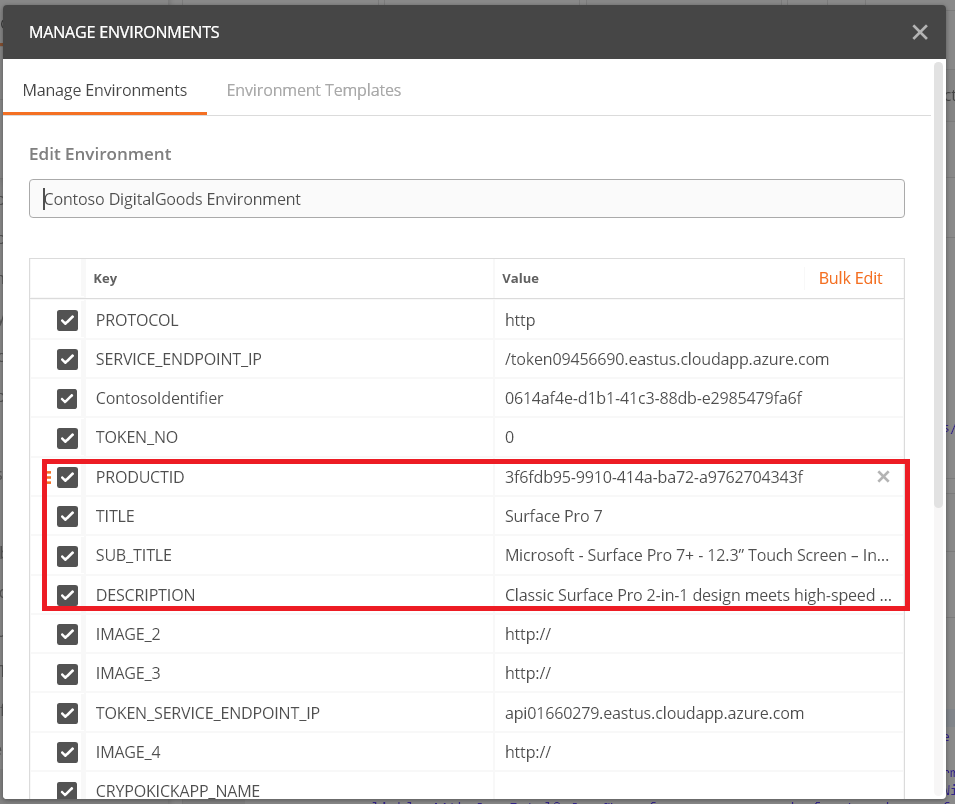 MANAGE ENVIRONMENTS
Manage Environments Environment Templates
Edit Environment
Contoso DigitalGoods Environment
Key Value Bulk Edit
PROTOCOL http
SERVICE_ENDPOINT_IP /token09456690.eastus.cloudapp.azure.com
ContosoIdentifier 0614af4e-d1b1-41c3-88db-e2985479fa6f
TOKEN_NO 0
PRODUCTID 3f6fdb95-9910-414a-ba72-a9762704343f
TITLE Surface Pro 7
SUB_TITLE Microsoft - Surface Pro 7+ - 12.3” Touch Screen – In...
DESCRIPTION Classic Surface Pro 2-in-1 design meets high-speed ...
IMAGE_2 http://
IMAGE_3 http://
TOKEN_SERVICE_ENDPOINT_IP api01660279.eastus.cloudapp.azure.com
IMAGE_4 http://
CRYPOKICKAPP_NAME